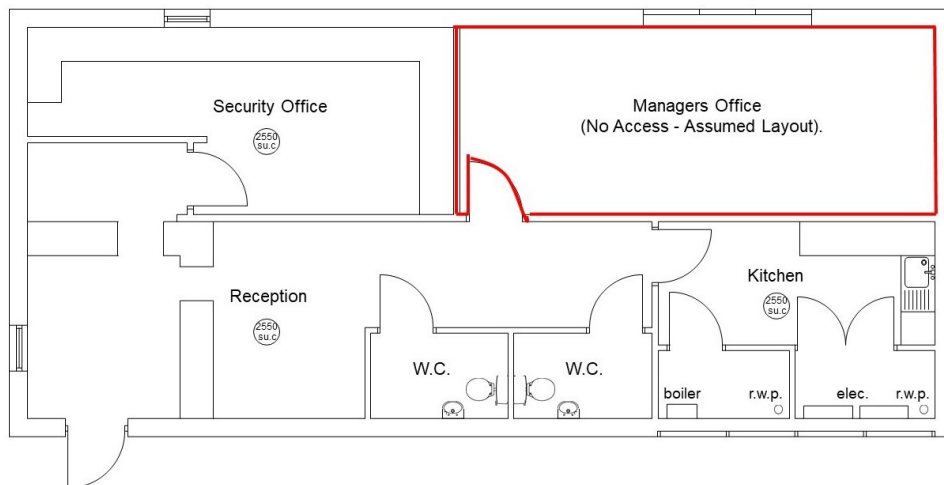 Security Office
2550
su.c
Managers Office
(No Access - Assumed Layout).
Reception
2550
su.c
Kitchen
2550
su.c
W.C.
W.C.
boiler
r.w.p.
elec.
r.w.p.